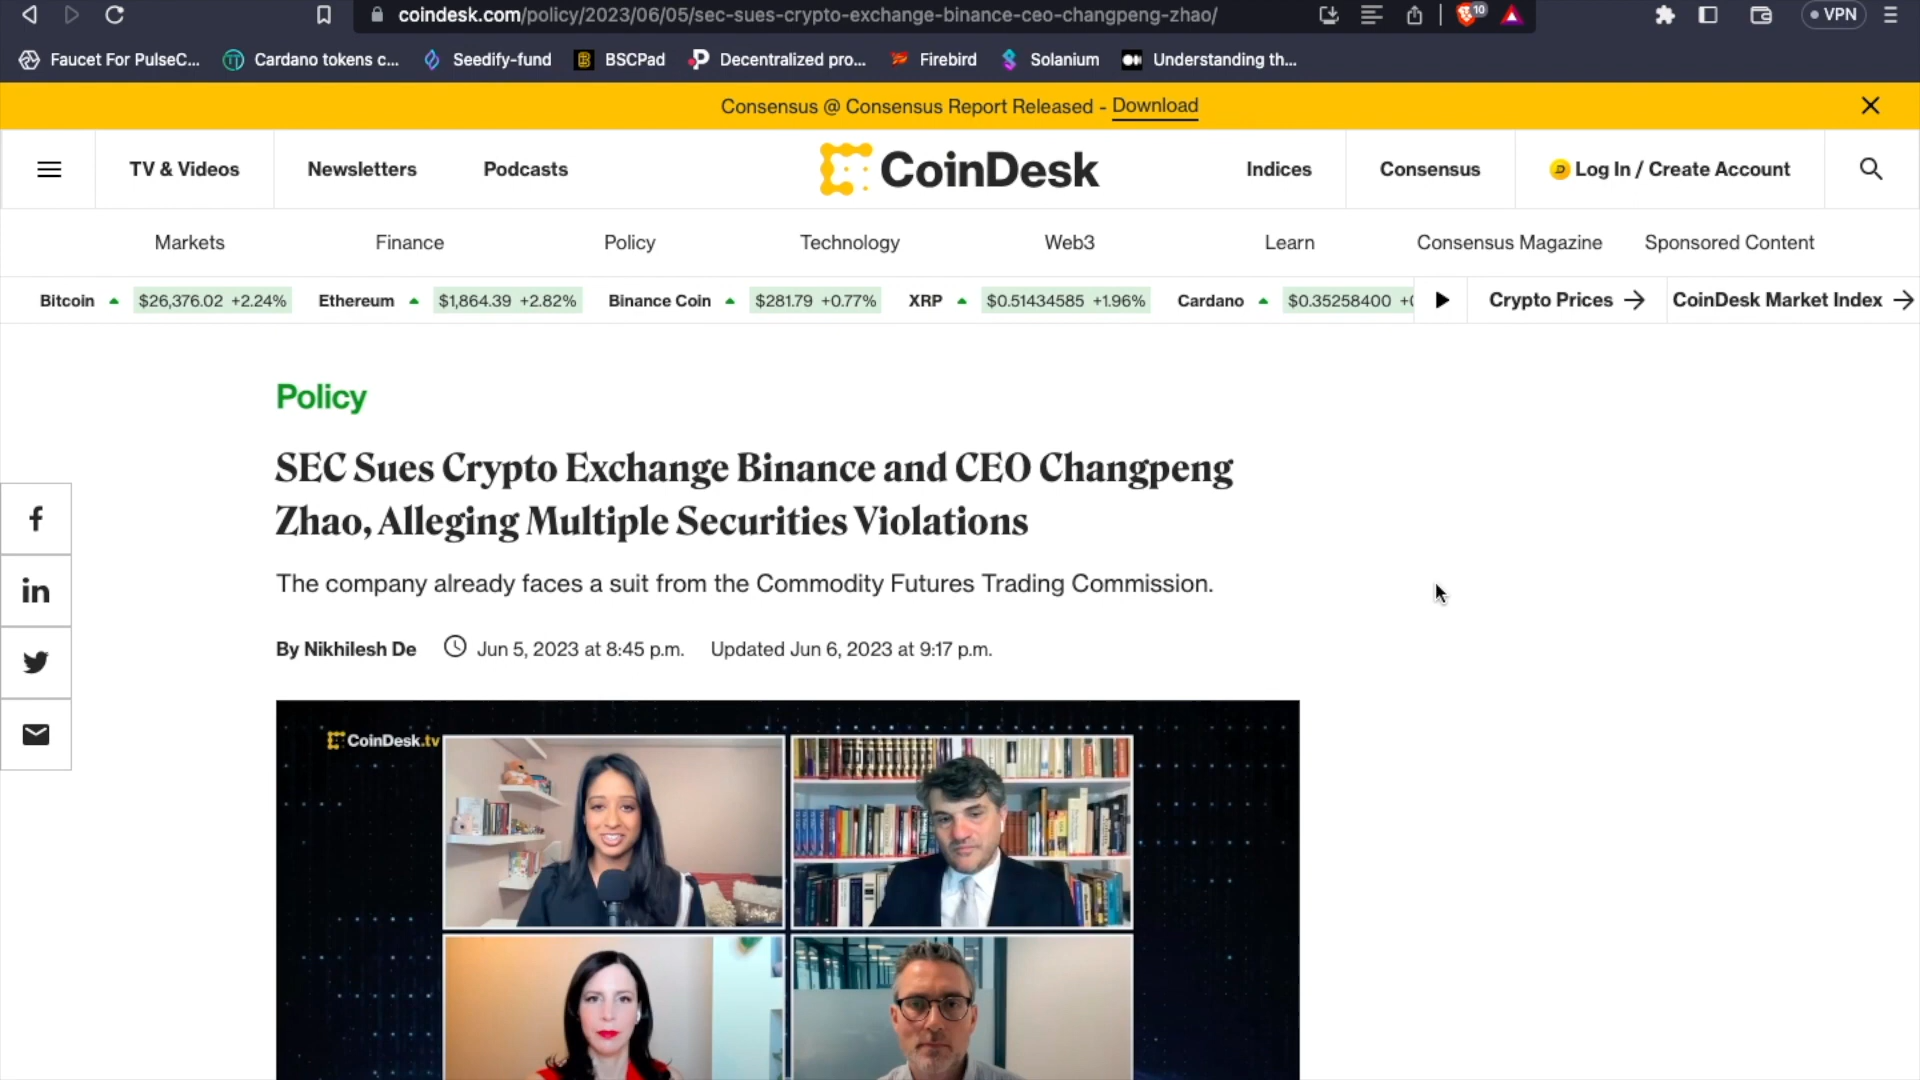 coindesk.com/policy/2023/06/05/sec-sues-crypto-exchange-binance-ceo-changpeng-zhao/
10
VPN
Faucet For PulseC... Cardano tokens c... Seedify-fund BSCPad Decentralized pro... Firebird Solanium Understanding th...
Consensus @ Consensus Report Released - Download
TV & Videos Newsletters Podcasts CoinDesk Indices Consensus Log In / Create Account
Markets Finance Policy Technology Web3 Learn Consensus Magazine Sponsored Content
Bitcoin $26,376.02 +2.24% Ethereum $1,864.39 +2.82% Binance Coin $281.79 +0.77% XRP $0.51434585 +1.96% Cardano $0.35258400 Crypto Prices CoinDesk Market Index
Policy
SEC Sues Crypto Exchange Binance and CEO Changpeng
Zhao, Alleging Multiple Securities Violations
The company already faces a suit from the Commodity Futures Trading Commission.
By Nikhilesh De Jun 5, 2023 at 8:45 p.m. Updated Jun 6, 2023 at 9:17 p.m.
CoinDesk.tv